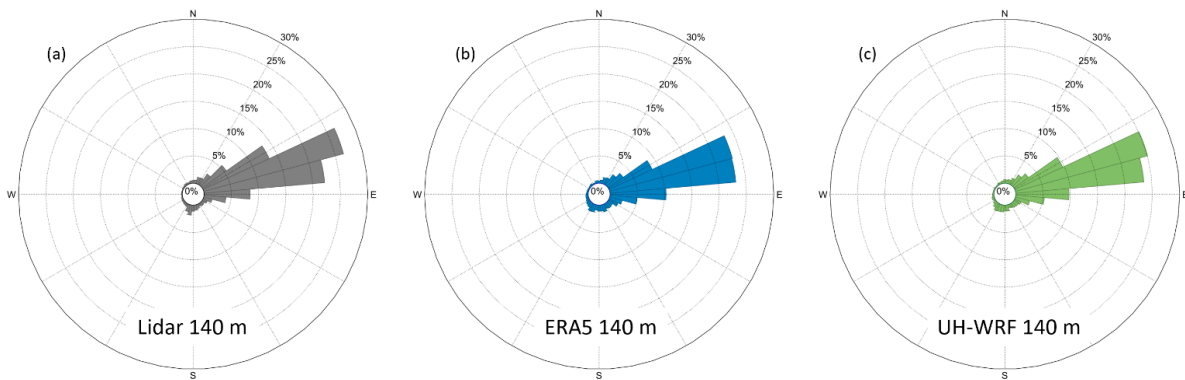 (a)
N
30%
25%
20%
15%
10%
5%
0%
W
E
S
Lidar 140 m
(b)
N
30%
25%
20%
15%
10%
5%
0%
W
E
S
ERA5 140 m
(c)
N
30%
25%
20%
15%
10%
5%
0%
W
E
S
UH-WRF 140 m